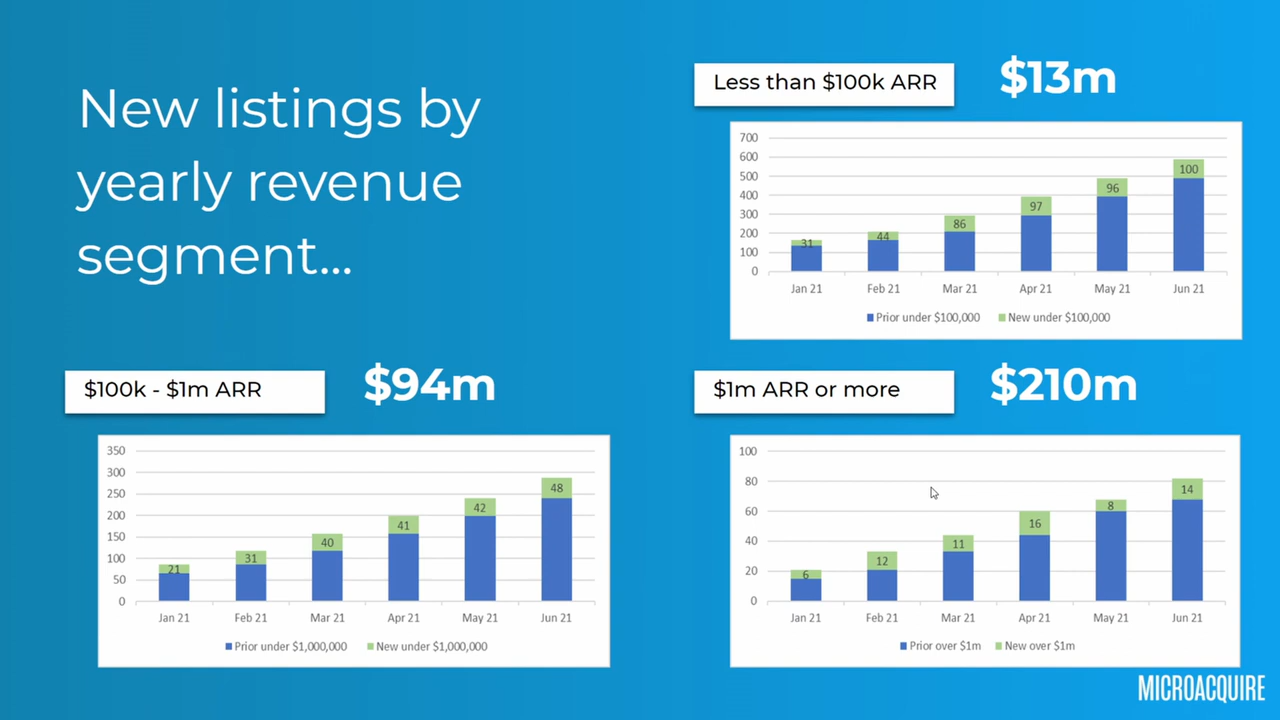 New listings by
yearly revenue
segment...
Less than $100k ARR
$13m
700
600
500
400
300
200
100
0
31
44
86
97
96
100
Jan 21 Feb 21 Mar 21 Apr 21 May 21 Jun 21
Prior under $100,000 New under $100,000
$100k - $1m ARR
$94m
350
300
250
200
150
100
50
0
21
31
40
41
42
48
Jan 21 Feb 21 Mar 21 Apr 21 May 21 Jun 21
Prior under $1,000,000 New under $1,000,000
$1m ARR or more
$210m
100
80
60
40
20
0
6
12
11
16
8
14
Jan 21 Feb 21 Mar 21 Apr 21 May 21 Jun 21
Prior over $1m New over $1m
MICROACQUIRE